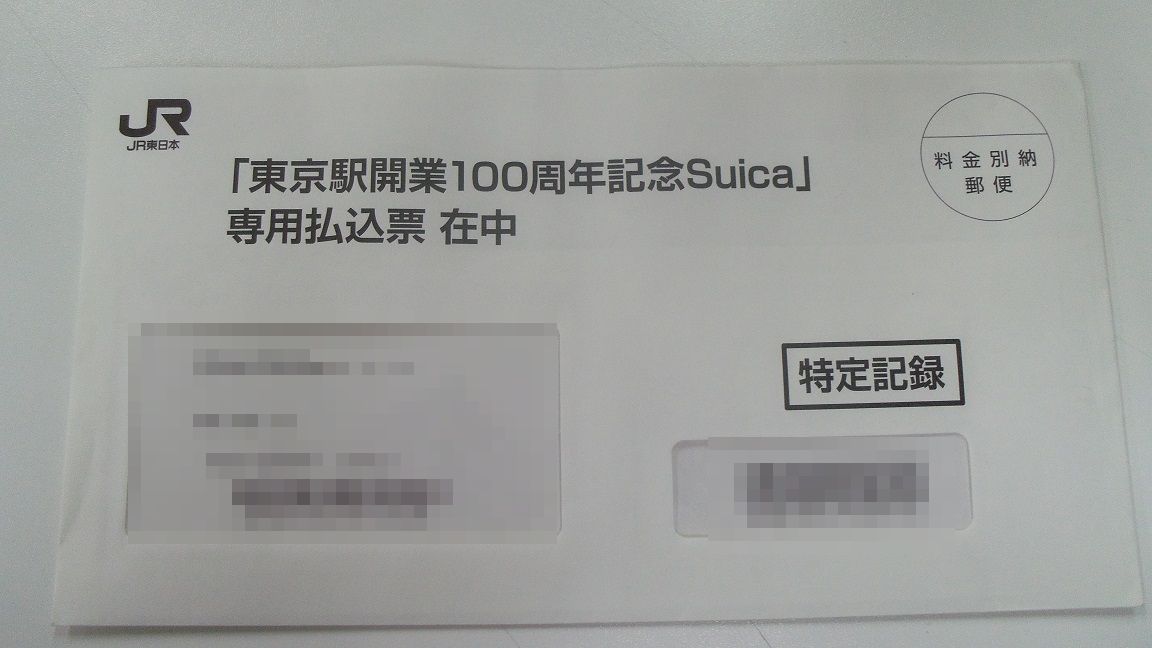 JR
JR東日本
「東京駅開業100周年記念Suica」
専用払込票 在中
料金別納
郵便
特定記録